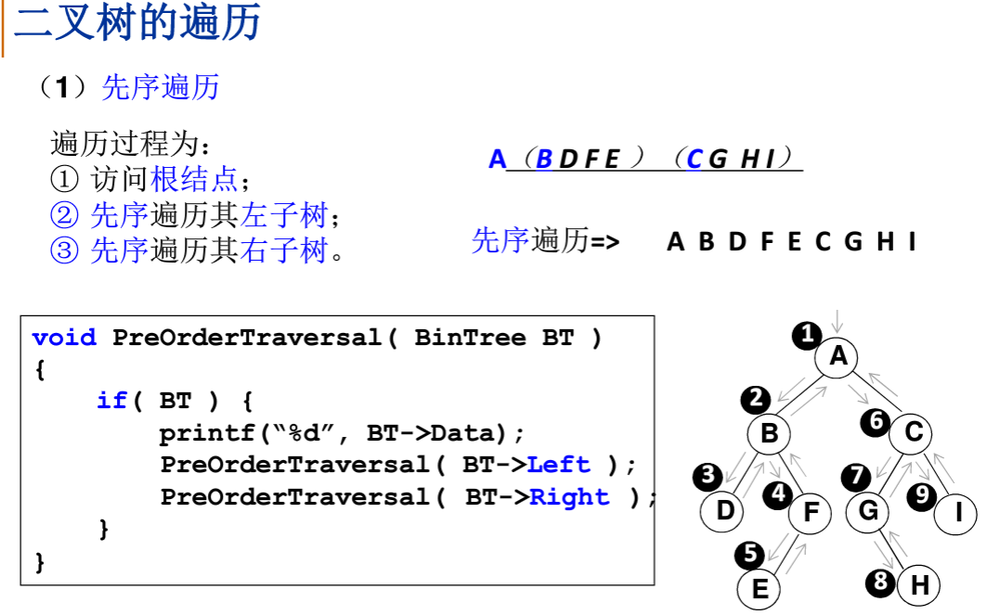 二叉树的遍历
（1）先序遍历
遍历过程为：
① 访问根结点；
② 先序遍历其左子树；
③ 先序遍历其右子树。
A（B D F E ）（C G H I）
先序遍历=> A B D F E C G H I
void PreOrderTraversal( BinTree BT )
{
if( BT ) {
printf(“%d”, BT->Data);
PreOrderTraversal( BT->Left );
PreOrderTraversal( BT->Right );
}
}
1 A
2 B
6 C
3 D
4 F
7 G
9 I
5 E
8 H